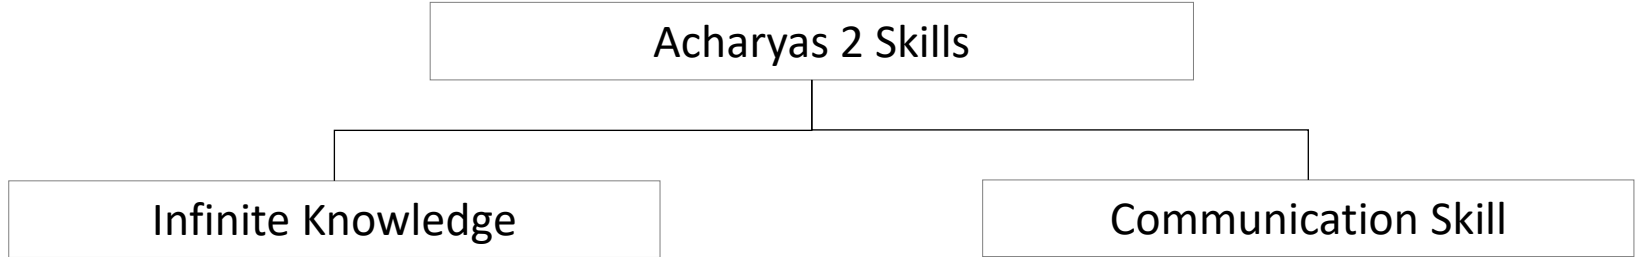 Acharyas 2 Skills
Infinite Knowledge
Communication Skill